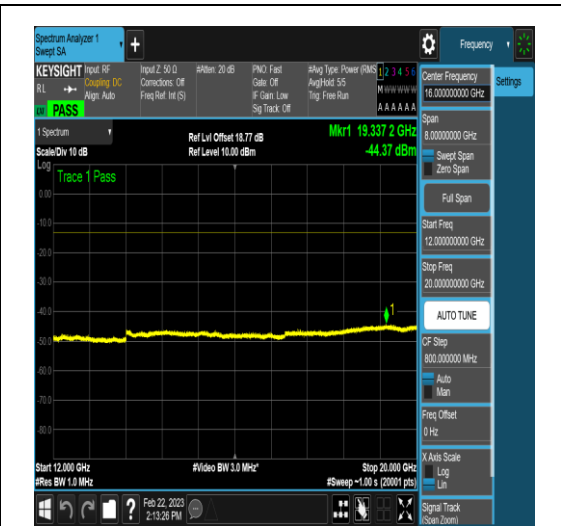 Spectrum Analyzer 1
Swept SA
+
Frequency
KEYSIGHT
Input: RF
Coupling: DC
Align: Auto
RL
PASS
Input Z: 50 Ω
Corrections: Off
Freq Ref: Int (S)
#Atten: 20 dB
PNO: Fast
Gate: Off
IF Gain: Low
Sig Track: Off
#Avg Type: Power (RMS)
Avg|Hold: 5/5
Trig: Free Run
1 2 3 4 5 6
M W W W W W
A A A A A A
1 Spectrum
Scale/Div 10 dB
Ref Lvl Offset 18.77 dB
Ref Level 10.00 dBm
Mkr1 19.337 2 GHz
-44.37 dBm
Log
Trace 1 Pass
0.00
-10.0
-20.0
-30.0
-40.0
-50.0
-60.0
-70.0
-80.0
1
Start 12.000 GHz
#Res BW 1.0 MHz
#Video BW 3.0 MHz*
Stop 20.000 GHz
#Sweep ~1.00 s (20001 pts)
Center Frequency
16.000000000 GHz
Settings
Span
8.00000000 GHz
Swept Span
Zero Span
Full Span
Start Freq
12.000000000 GHz
Stop Freq
20.000000000 GHz
AUTO TUNE
CF Step
800.000000 MHz
Auto
Man
Freq Offset
0 Hz
X Axis Scale
Log
Lin
Signal Track
(Span Zoom)
?
Feb 22, 2023
2:13:26 PM